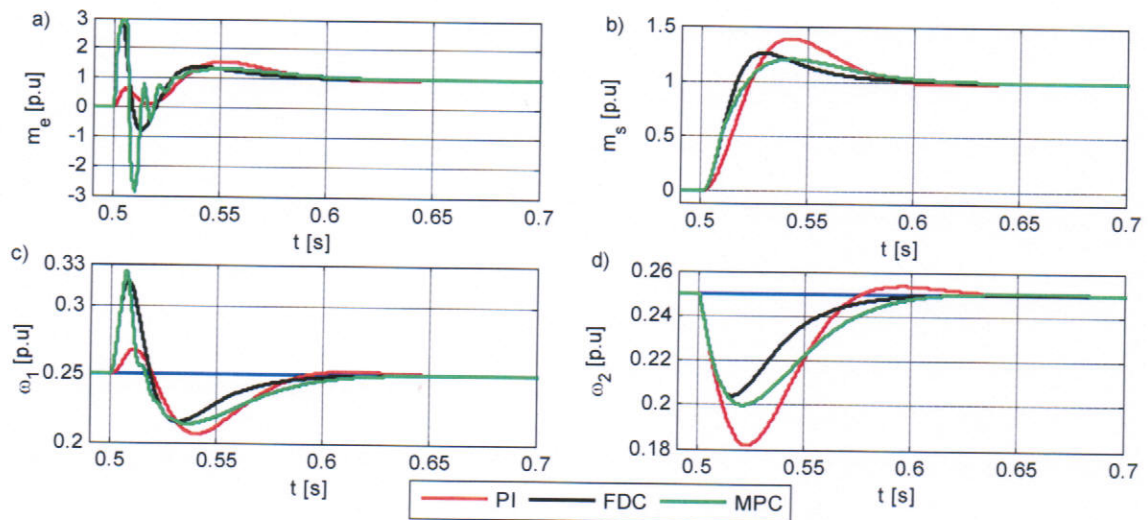 a)
3
2
1
0
-1
-2
-3
m_e [p.u]
0.5 0.55 0.6 0.65 0.7
t [s]
b)
1.5
1
0.5
0
m_s [p.u]
0.5 0.55 0.6 0.65 0.7
t [s]
c)
0.33
0.3
0.25
0.2
ω_1 [p.u]
0.5 0.55 0.6 0.65 0.7
t [s]
d)
0.26
0.24
0.22
0.2
0.18
ω_2 [p.u]
0.5 0.55 0.6 0.65 0.7
t [s]
PI FDC MPC